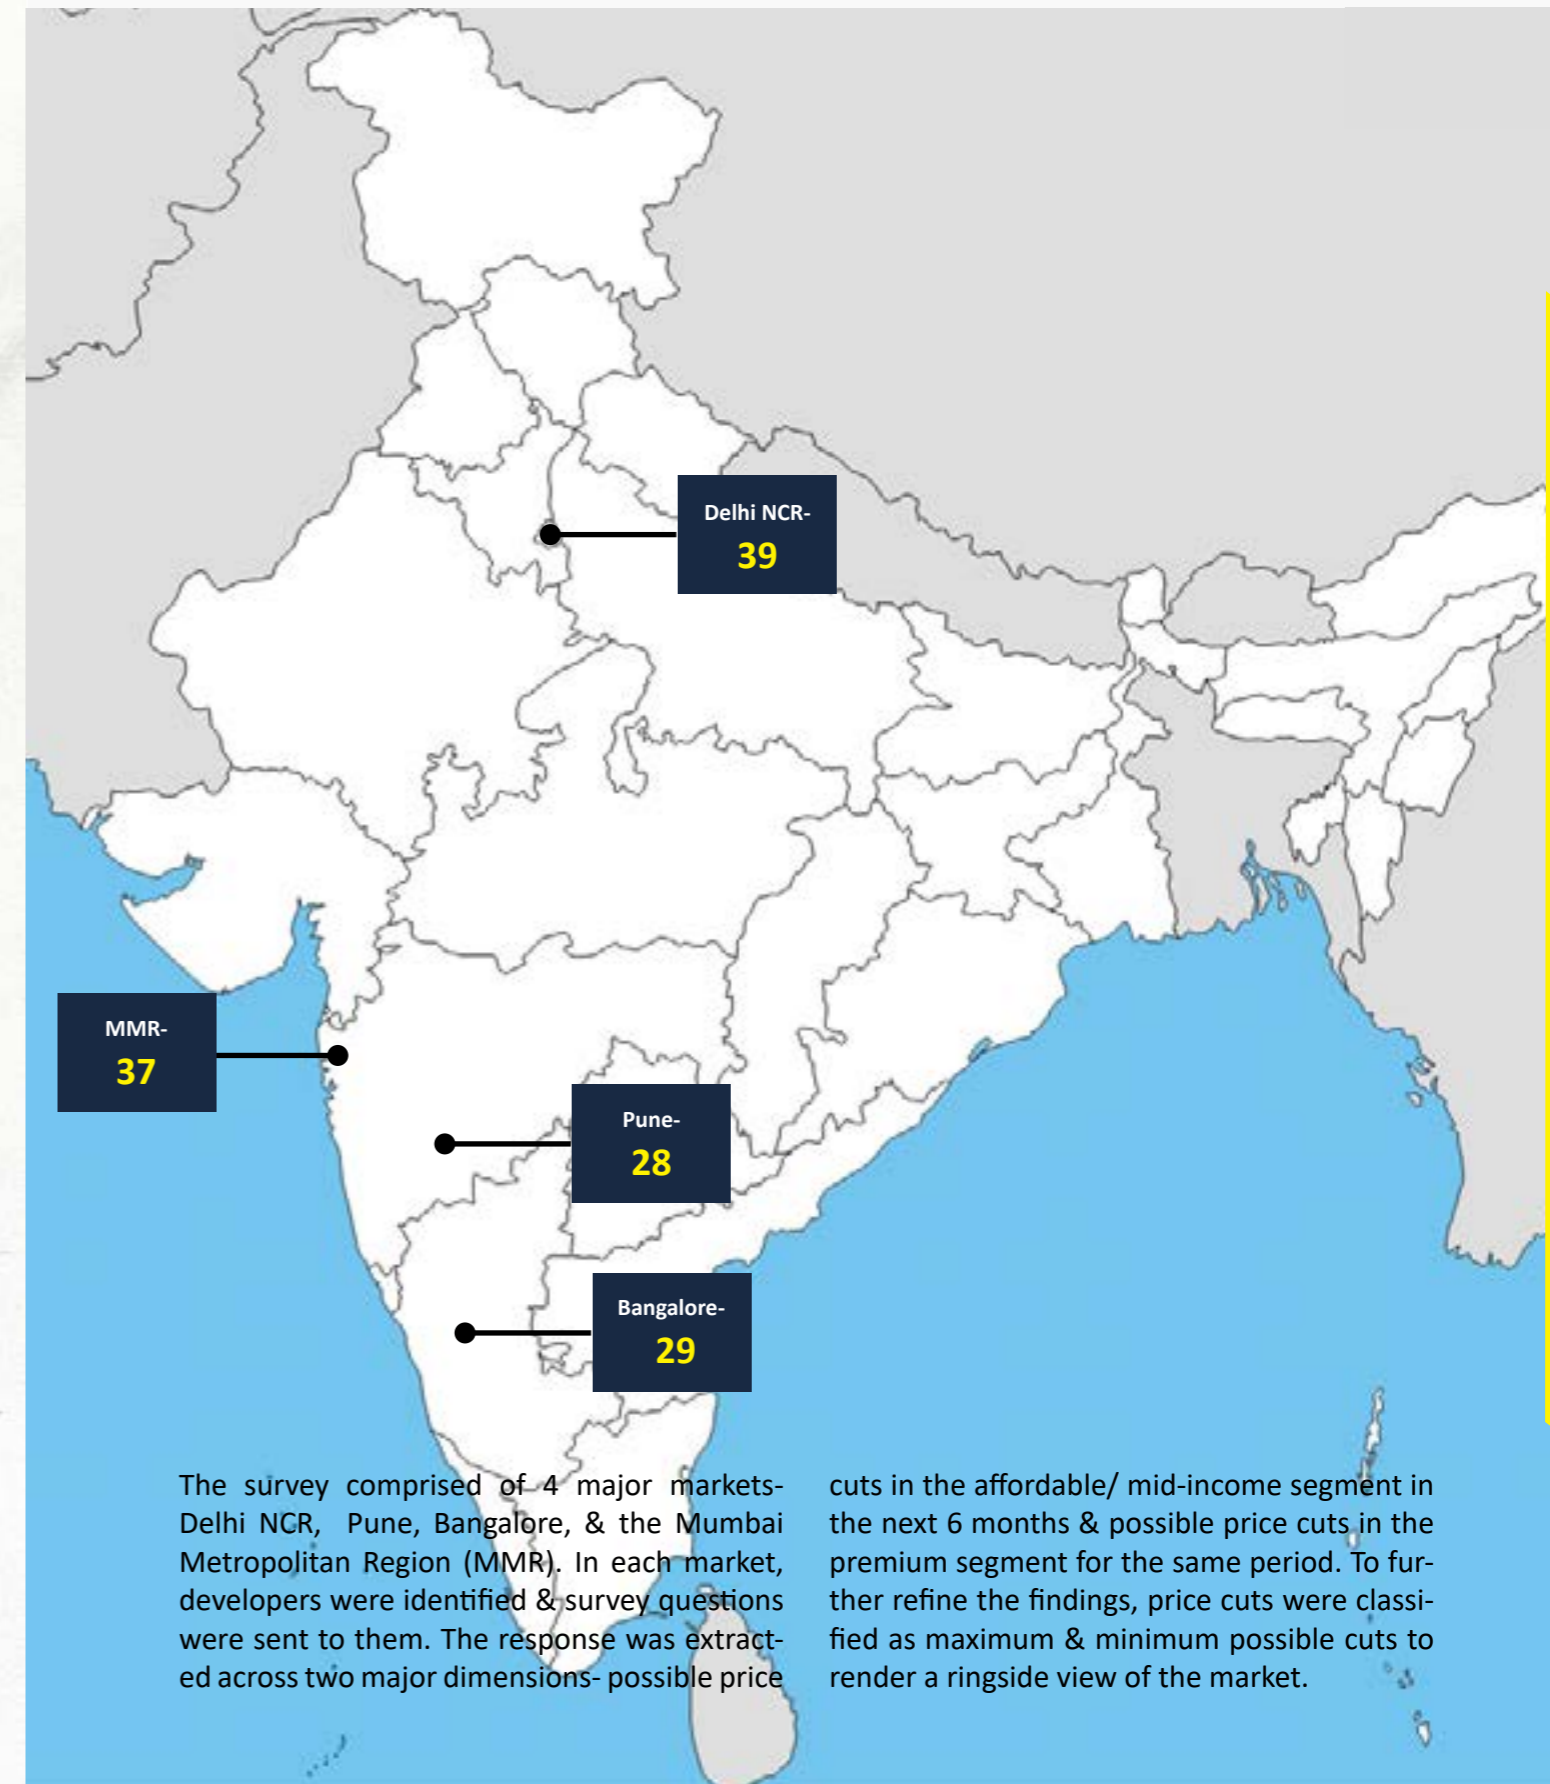 Delhi NCR-
39
MMR-
37
Pune-
28
Bangalore-
29
The survey comprised of 4 major markets-
Delhi NCR, Pune, Bangalore, & the Mumbai
Metropolitan Region (MMR). In each market,
developers were identified & survey questions
were sent to them. The response was extract-
ed across two major dimensions- possible price
cuts in the affordable/ mid-income segment in
the next 6 months & possible price cuts in the
premium segment for the same period. To fur-
ther refine the findings, price cuts were classi-
fied as maximum & minimum possible cuts to
render a ringside view of the market.